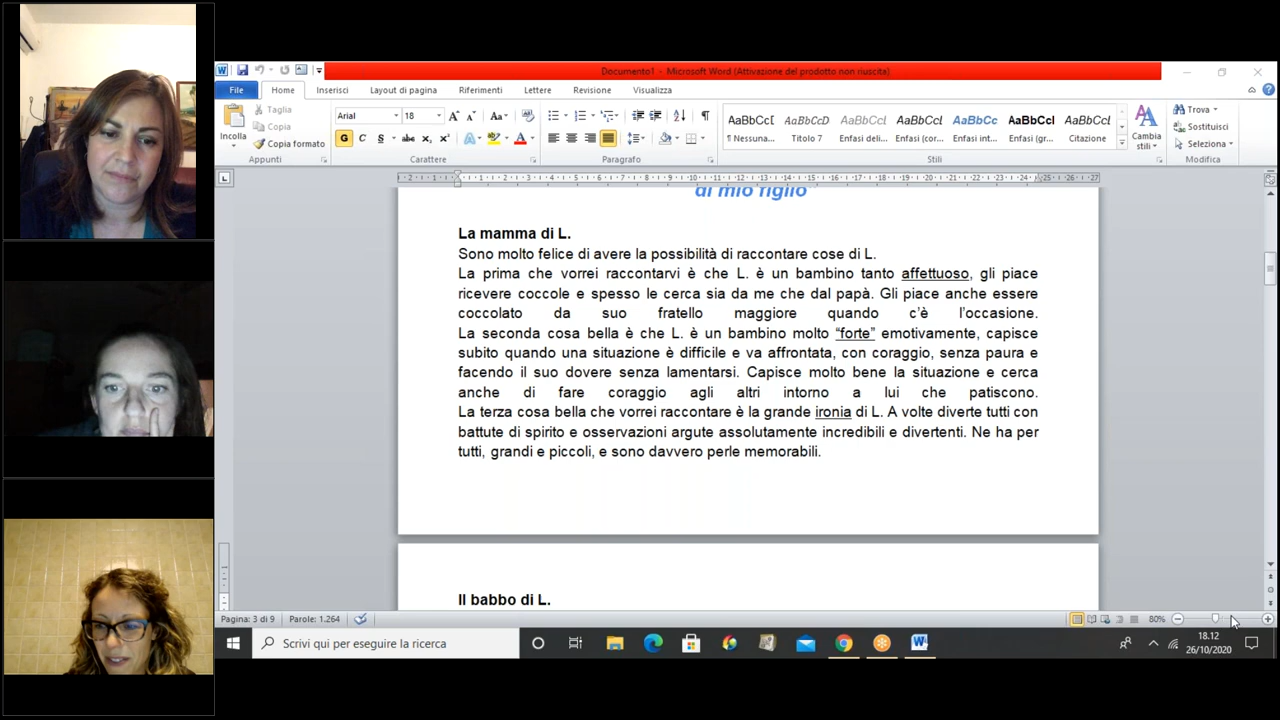 Documento1 - Microsoft Word (Attivazione del prodotto non riuscita)
File Home Inserisci Layout di pagina Riferimenti Lettere Revisione Visualizza
Incolla
Taglia
Copia
Copia formato
Appunti
Arial 18
G C S abc
Carattere
Paragrafo
AaBbCcI AaBbCcD AaBbCcDc AaBbCcDc AaBbCc AaBbCcl AaBbCcDc
¶ Nessuna... Titolo 7 Enfasi deli... Enfasi (cor... Enfasi int... Enfasi (gr... Citazione
Stili
Cambia stili
Trova
Sostituisci
Seleziona
Modifica
di mio figlio
La mamma di L.
Sono molto felice di avere la possibilità di raccontare cose di L.
La prima che vorrei raccontarvi è che L. è un bambino tanto affettuoso, gli piace
ricevere coccole e spesso le cerca sia da me che dal papà. Gli piace anche essere
coccolato da suo fratello maggiore quando c’è l’occasione.
La seconda cosa bella è che L. è un bambino molto “forte” emotivamente, capisce
subito quando una situazione è difficile e va affrontata, con coraggio, senza paura e
facendo il suo dovere senza lamentarsi. Capisce molto bene la situazione e cerca
anche di fare coraggio agli altri intorno a lui che patiscono.
La terza cosa bella che vorrei raccontare è la grande ironia di L. A volte diverte tutti con
battute di spirito e osservazioni argute assolutamente incredibili e divertenti. Ne ha per
tutti, grandi e piccoli, e sono davvero perle memorabili.
Il babbo di L.
Pagina: 3 di 9 Parole: 1.264 80%
Scrivi qui per eseguire la ricerca
18.12
26/10/2020